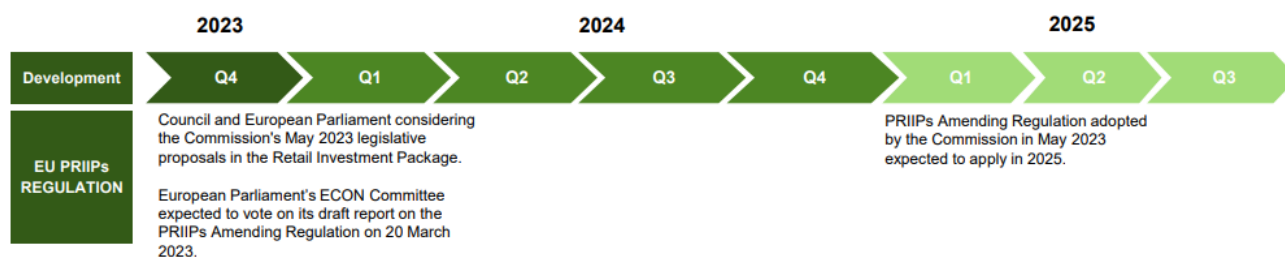 2023
2024
2025
Development
Q4
Q1
Q2
Q3
Q4
Q1
Q2
Q3
EU PRIIPs
REGULATION
Council and European Parliament considering
the Commission's May 2023 legislative
proposals in the Retail Investment Package.
European Parliament's ECON Committee
expected to vote on its draft report on the
PRIIPs Amending Regulation on 20 March
2023.
PRIIPs Amending Regulation adopted
by the Commission in May 2023
expected to apply in 2025.